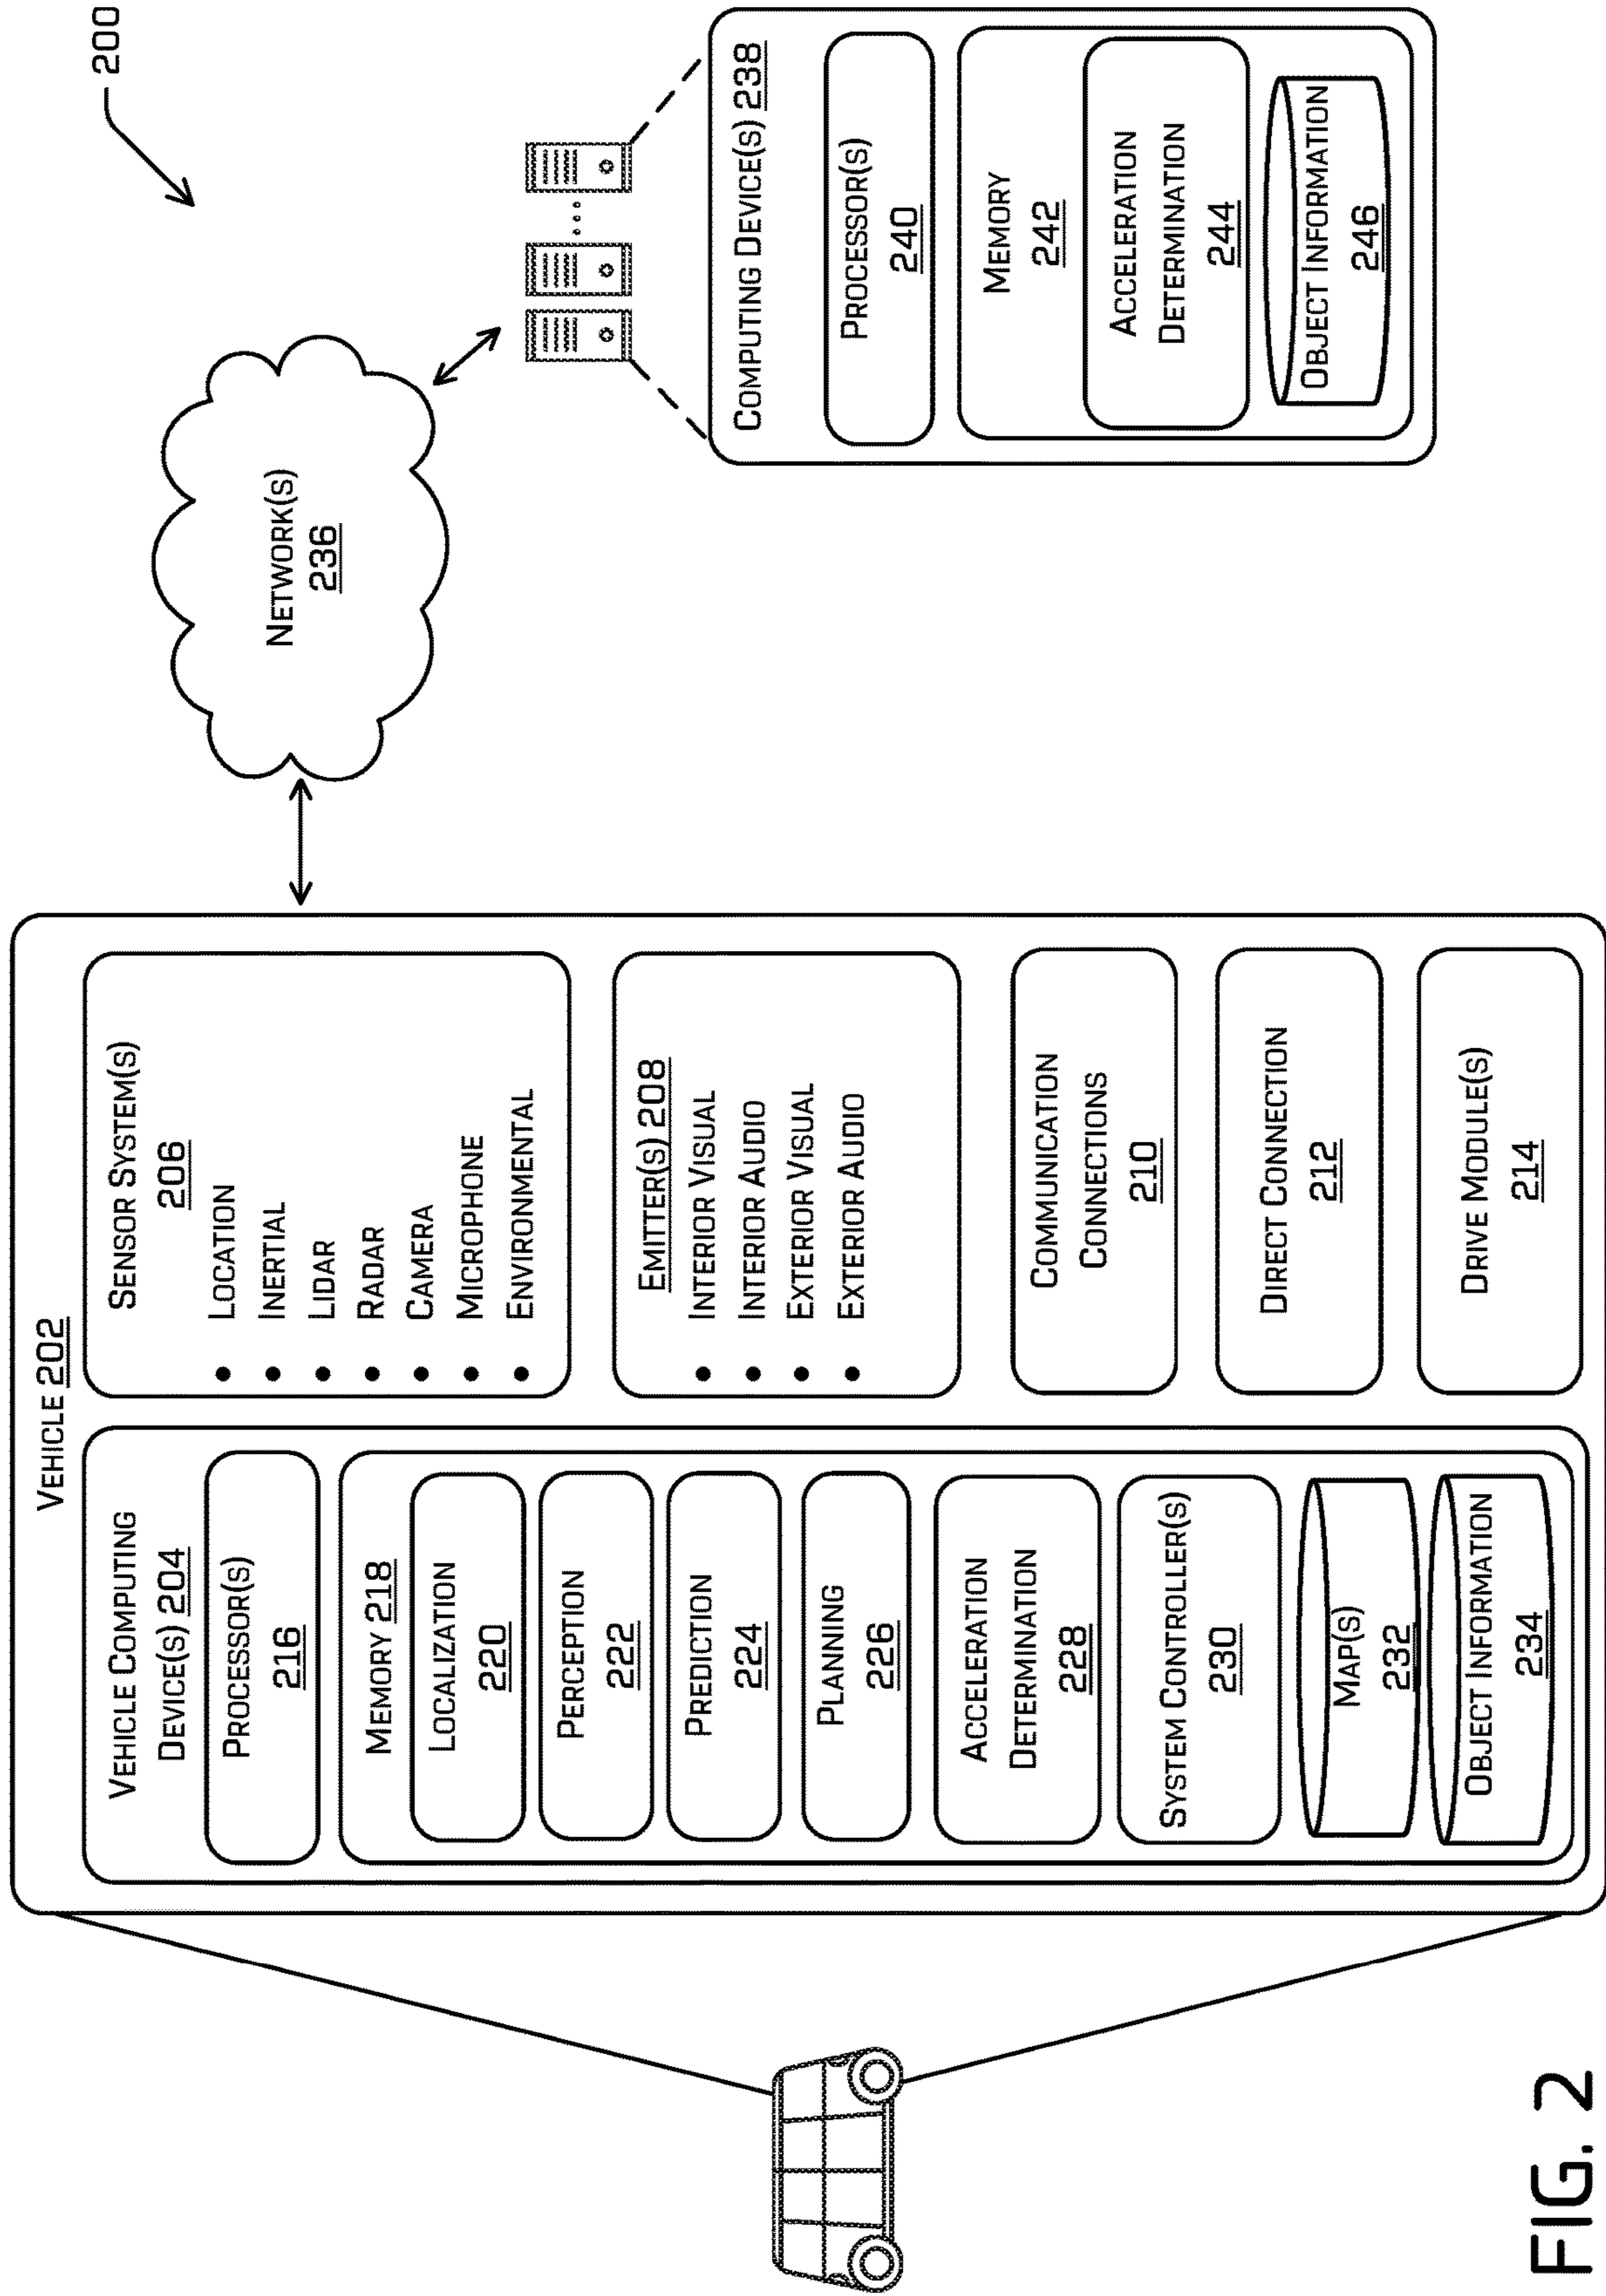 200
VEHICLE 202
VEHICLE COMPUTING
DEVICE(S) 204
PROCESSOR(S)
216
MEMORY 218
LOCALIZATION
220
PERCEPTION
222
PREDICTION
224
PLANNING
226
ACCELERATION
DETERMINATION
228
SYSTEM CONTROLLER(S)
230
MAP(S)
232
OBJECT INFORMATION
234
SENSOR SYSTEM(S)
206
• LOCATION
• INERTIAL
• LIDAR
• RADAR
• CAMERA
• MICROPHONE
• ENVIRONMENTAL
EMITTER(S) 208
• INTERIOR VISUAL
• INTERIOR AUDIO
• EXTERIOR VISUAL
• EXTERIOR AUDIO
COMMUNICATION
CONNECTIONS
210
DIRECT CONNECTION
212
DRIVE MODULE(S)
214
NETWORK(S)
236
COMPUTING DEVICE(S) 238
PROCESSOR(S)
240
MEMORY
242
ACCELERATION
DETERMINATION
244
OBJECT INFORMATION
246
FIG. 2